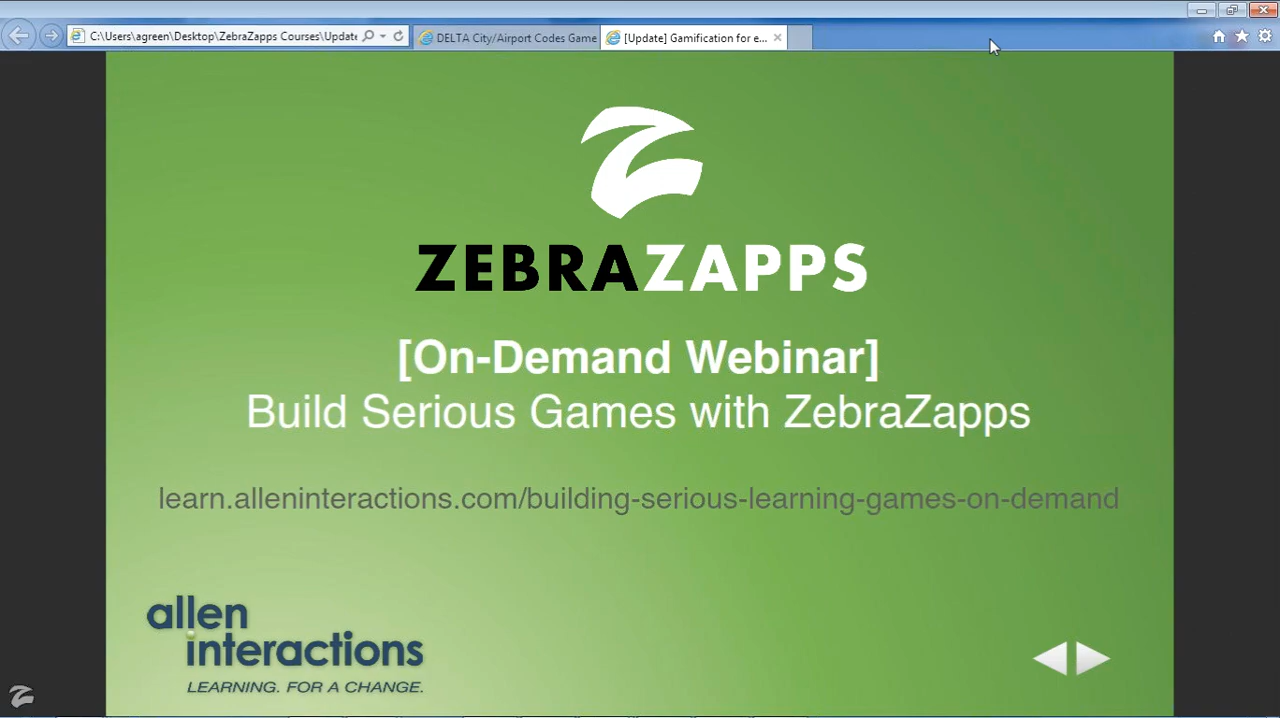 C:\Users\agreen\Desktop\ZebraZapps Courses\Update
DELTA City/Airport Codes Game
[Update] Gamification for e...
ZEBRAZAPPS
[On-Demand Webinar]
Build Serious Games with ZebraZapps
learn.alleninteractions.com/building-serious-learning-games-on-demand
allen
interactions
LEARNING. FOR A CHANGE.